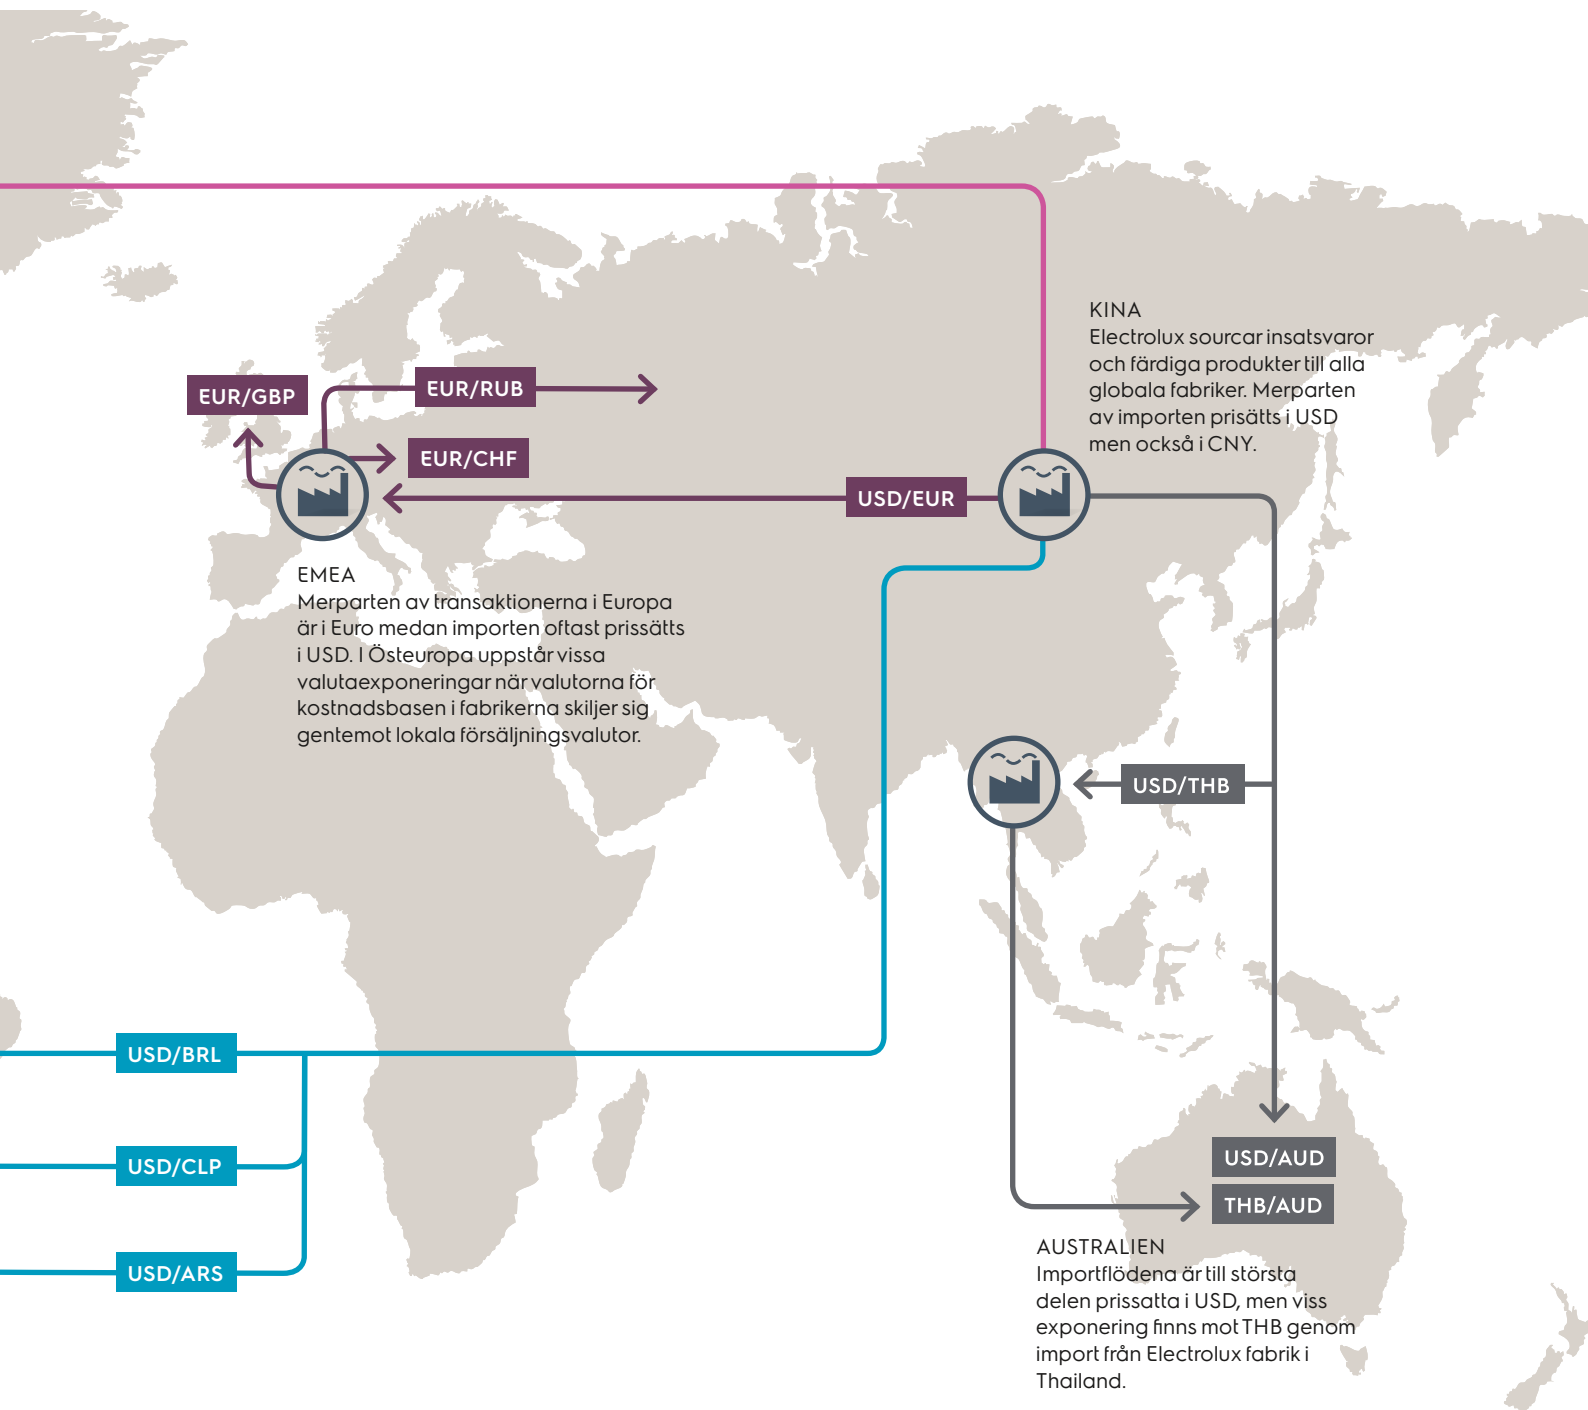 KINA
Electrolux sourcar insatsvaror
och färdiga produkter till alla
globala fabriker. Merparten
av importen prisätts i USD
men också i CNY.
EUR/GBP
EUR/RUB
EUR/CHF
USD/EUR
EMEA
Merparten av transaktionerna i Europa
är i Euro medan importen oftast prissätts
i USD. I Östeuropa uppstår vissa
valutaexponeringar när valutorna för
kostnadsbasen i fabrikerna skiljer sig
gentemot lokala försäljningsvalutor.
USD/THB
USD/BRL
USD/CLP
USD/ARS
USD/AUD
THB/AUD
AUSTRALIEN
Importflödena är till största
delen prissatta i USD, men viss
exponering finns mot THB genom
import från Electrolux fabrik i
Thailand.